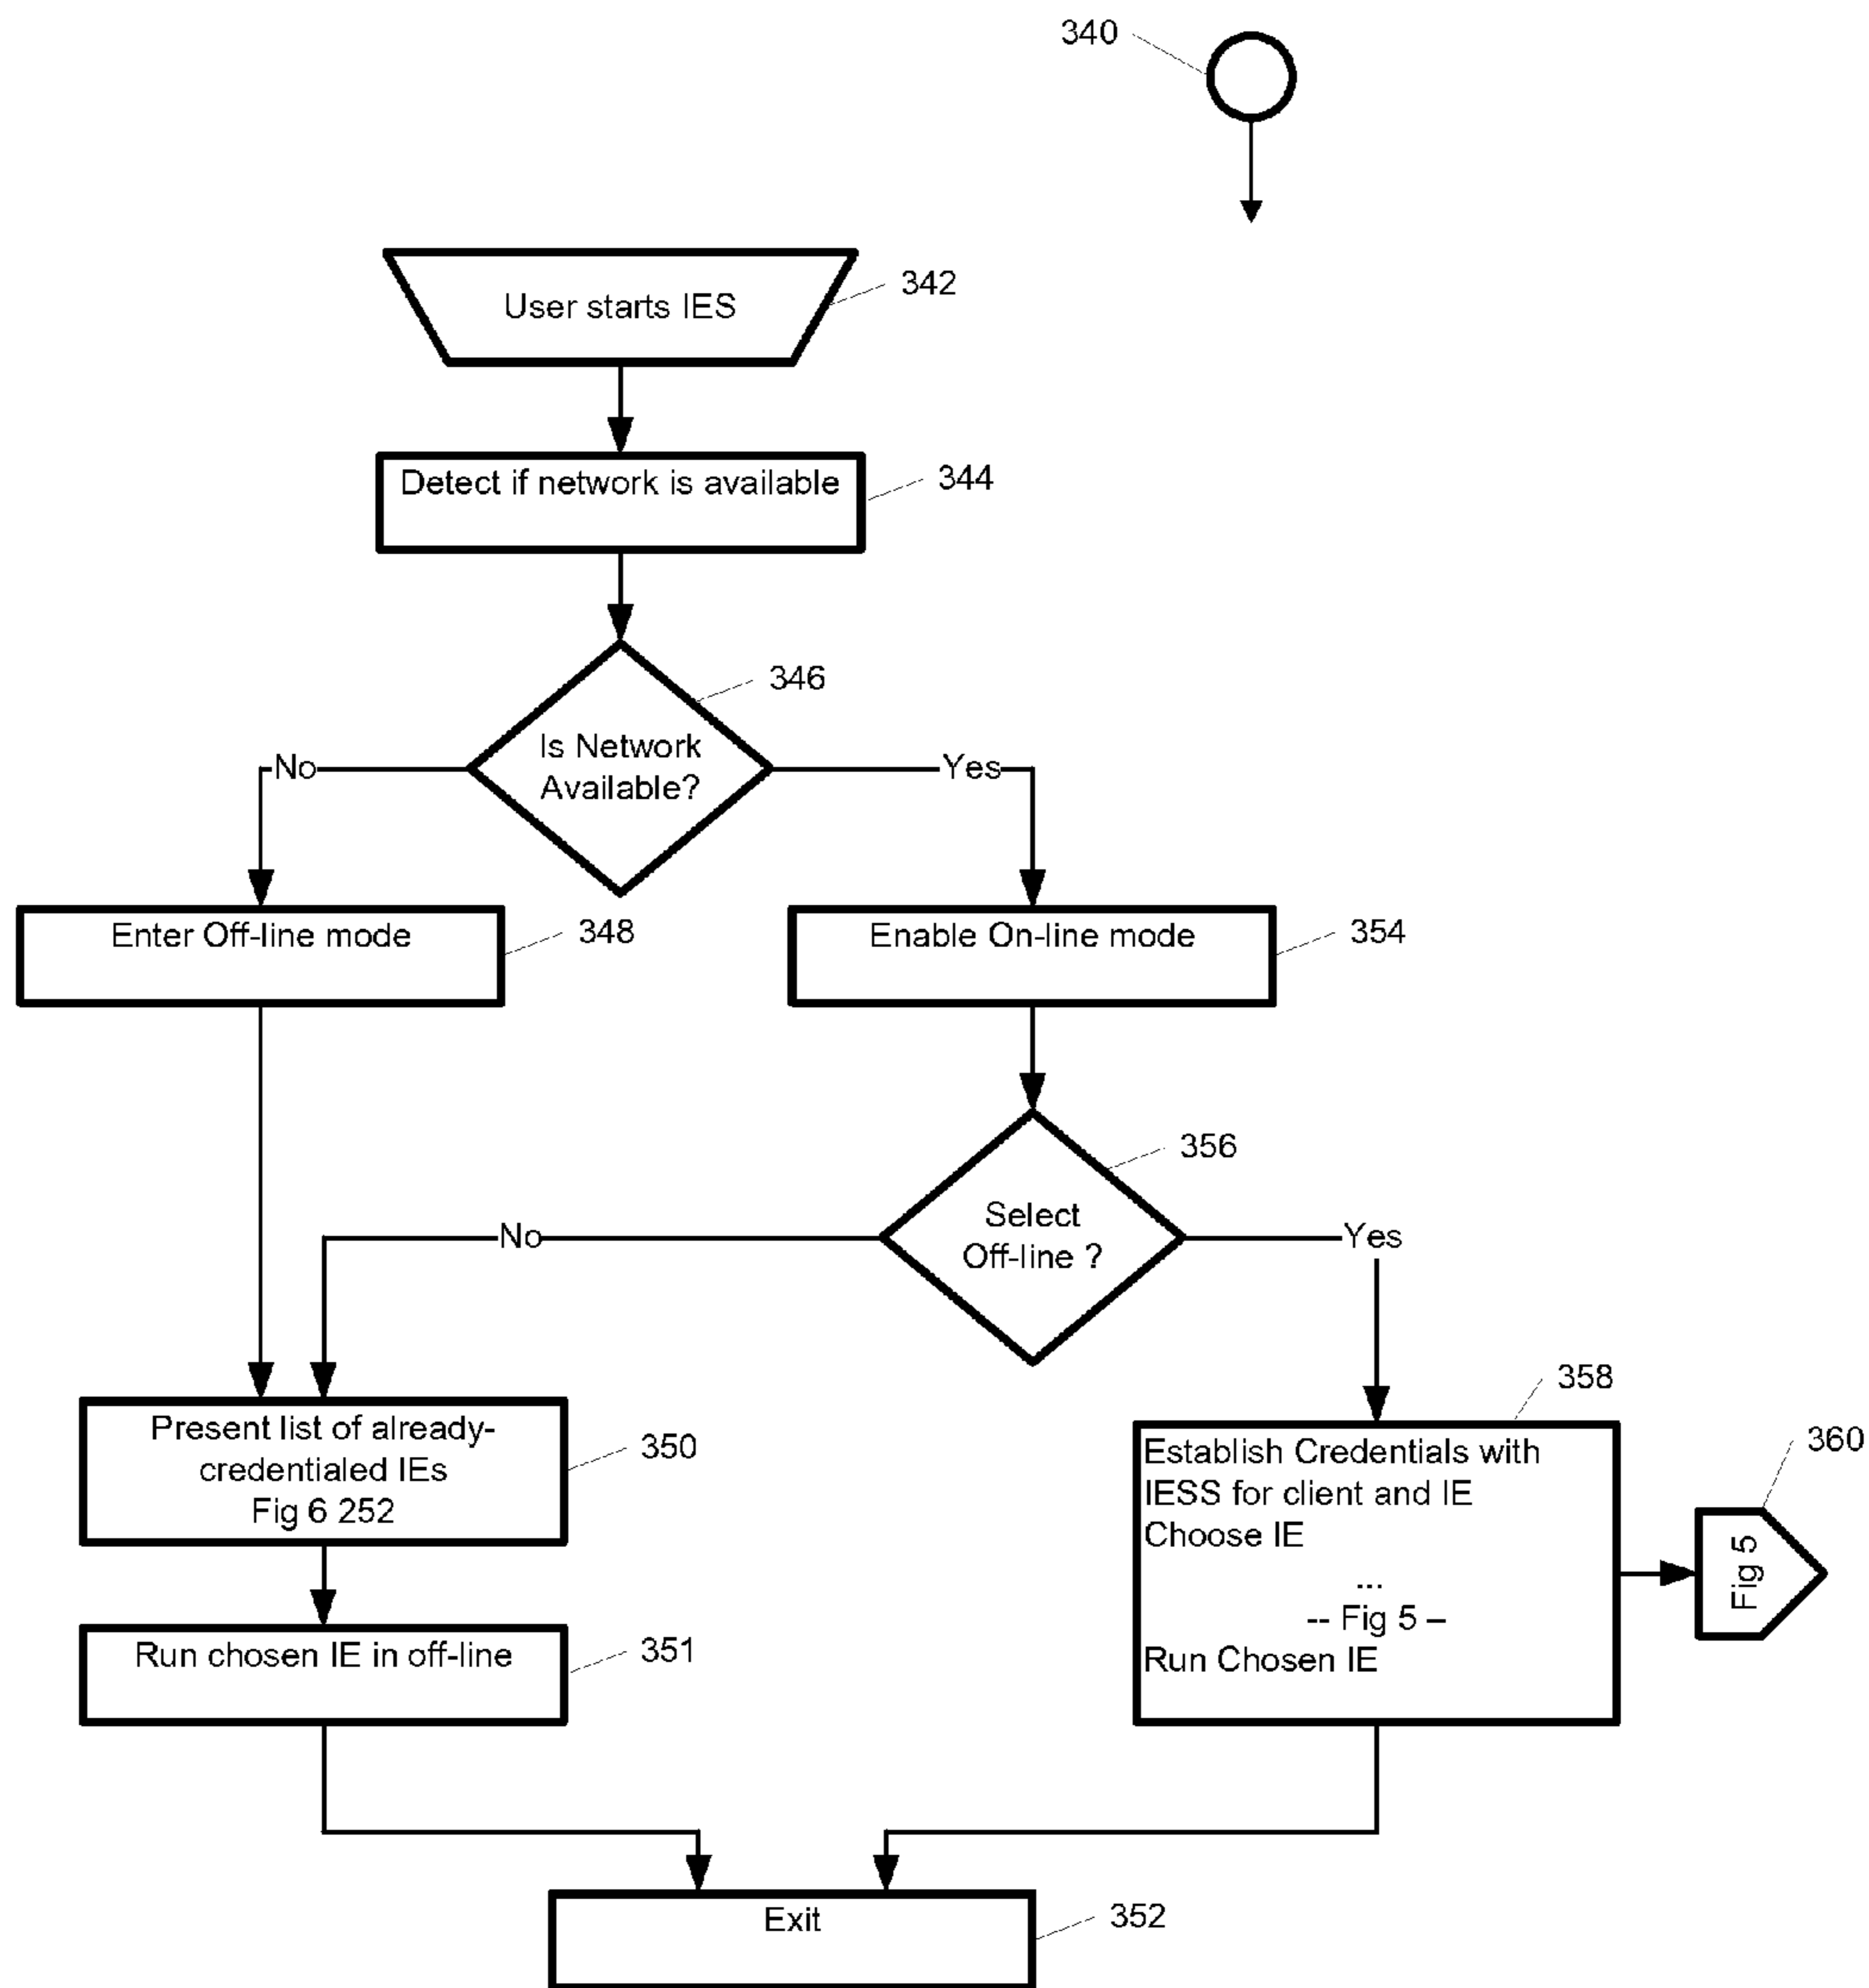 340
User starts IES
342
Detect if network is available
344
346
Is Network
Available?
No
Yes
Enter Off-line mode
348
Enable On-line mode
354
356
Select
Off-line ?
No
Yes
358
Present list of already-
credentialed IEs
Fig 6 252
350
Establish Credentials with
IESS for client and IE
Choose IE
...
-- Fig 5 –
Run Chosen IE
360
Fig 5
Run chosen IE in off-line
351
Exit
352